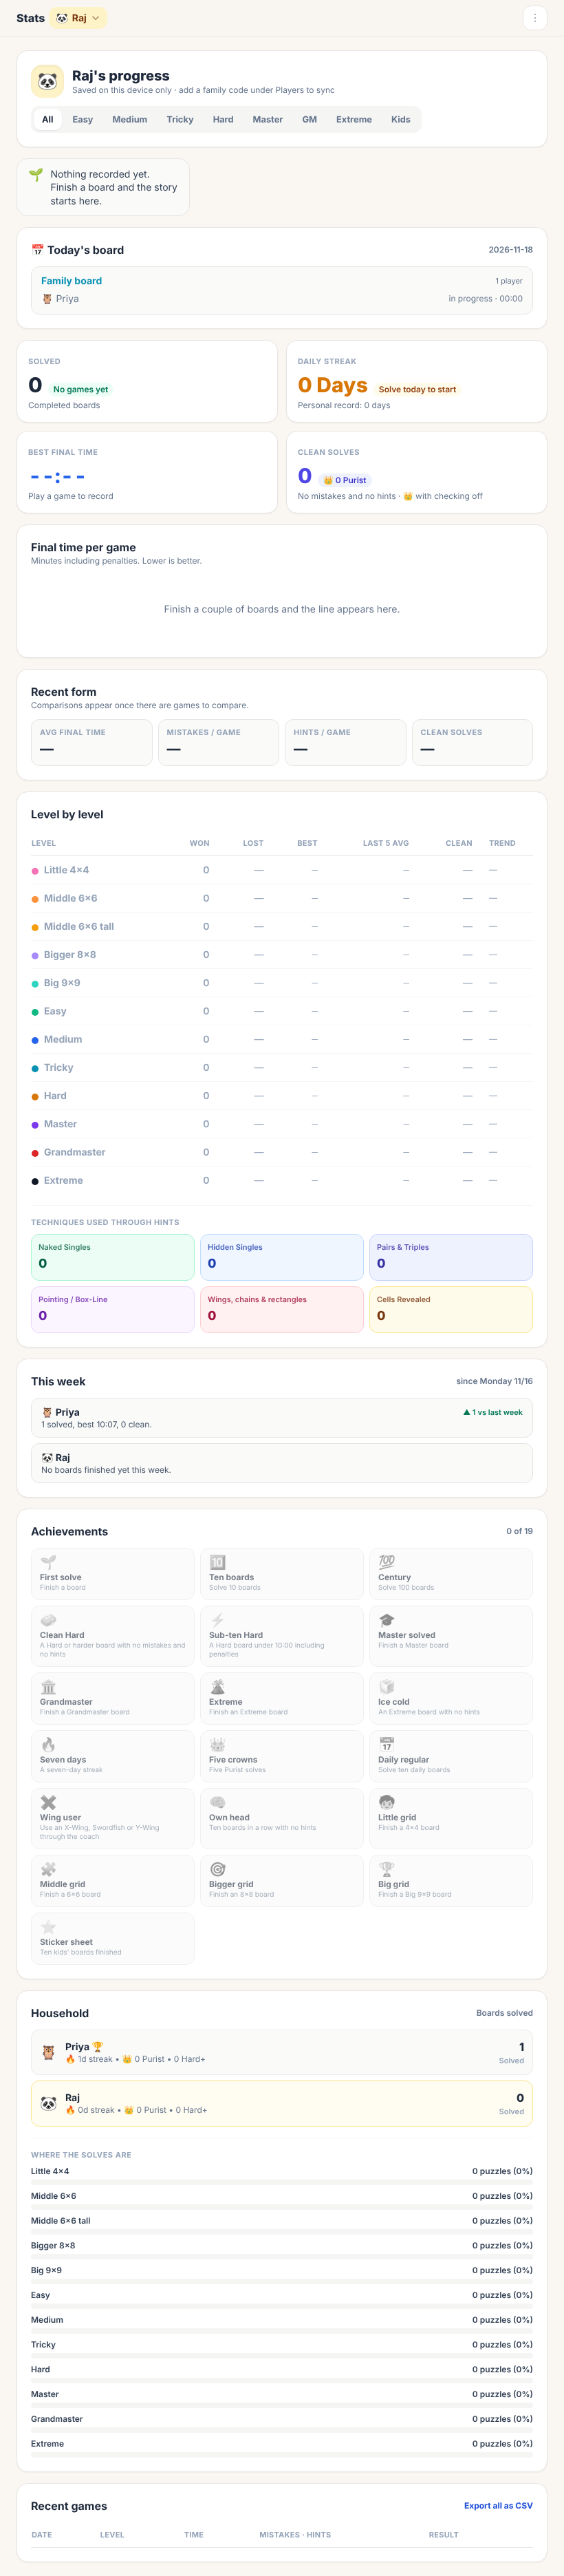 Stats 🐼 Raj
Raj's progress
Saved on this device only · add a family code under Players to sync
All Easy Medium Tricky Hard Master GM Extreme Kids
Nothing recorded yet.
Finish a board and the story
starts here.
Today's board 2026-11-18
Family board 1 player
Priya in progress · 00:00
SOLVED
0 No games yet
Completed boards
DAILY STREAK
0 Days Solve today to start
Personal record: 0 days
BEST FINAL TIME
--:--
Play a game to record
CLEAN SOLVES
0 👑 0 Purist
No mistakes and no hints · 👑 with checking off
Final time per game
Minutes including penalties. Lower is better.
Finish a couple of boards and the line appears here.
Recent form
Comparisons appear once there are games to compare.
AVG FINAL TIME
—
MISTAKES / GAME
—
HINTS / GAME
—
CLEAN SOLVES
—
Level by level
LEVEL WON LOST BEST LAST 5 AVG CLEAN TREND
Little 4×4 0 — – – — —
Middle 6×6 0 — – – — —
Middle 6×6 tall 0 — – – — —
Bigger 8×8 0 — – – — —
Big 9×9 0 — – – — —
Easy 0 — – – — —
Medium 0 — – – — —
Tricky 0 — – – — —
Hard 0 — – – — —
Master 0 — – – — —
Grandmaster 0 — – – — —
Extreme 0 — – – — —
TECHNIQUES USED THROUGH HINTS
Naked Singles
0
Hidden Singles
0
Pairs & Triples
0
Pointing / Box-Line
0
Wings, chains & rectangles
0
Cells Revealed
0
This week since Monday 11/16
Priya ▲ 1 vs last week
1 solved, best 10:07, 0 clean.
Raj
No boards finished yet this week.
Achievements 0 of 19
First solve
Finish a board
🔟
Ten boards
Solve 10 boards
💯
Century
Solve 100 boards
Clean Hard
A Hard or harder board with no mistakes and
no hints
Sub-ten Hard
A Hard board under 10:00 including
penalties
Master solved
Finish a Master board
Grandmaster
Finish a Grandmaster board
Extreme
Finish an Extreme board
Ice cold
An Extreme board with no hints
Seven days
A seven-day streak
Five crowns
Five Purist solves
Daily regular
Solve ten daily boards
Wing user
Use an X-Wing, Swordfish or Y-Wing
through the coach
Own head
Ten boards in a row with no hints
Little grid
Finish a 4×4 board
Middle grid
Finish a 6×6 board
Bigger grid
Finish an 8×8 board
Big grid
Finish a Big 9×9 board
Sticker sheet
Ten kids' boards finished
Household Boards solved
Priya 🏆 1
🔥 1d streak • 👑 0 Purist • 0 Hard+ Solved
Raj 0
🔥 0d streak • 👑 0 Purist • 0 Hard+ Solved
WHERE THE SOLVES ARE
Little 4×4 0 puzzles (0%)
Middle 6×6 0 puzzles (0%)
Middle 6×6 tall 0 puzzles (0%)
Bigger 8×8 0 puzzles (0%)
Big 9×9 0 puzzles (0%)
Easy 0 puzzles (0%)
Medium 0 puzzles (0%)
Tricky 0 puzzles (0%)
Hard 0 puzzles (0%)
Master 0 puzzles (0%)
Grandmaster 0 puzzles (0%)
Extreme 0 puzzles (0%)
Recent games Export all as CSV
DATE LEVEL TIME MISTAKES · HINTS RESULT